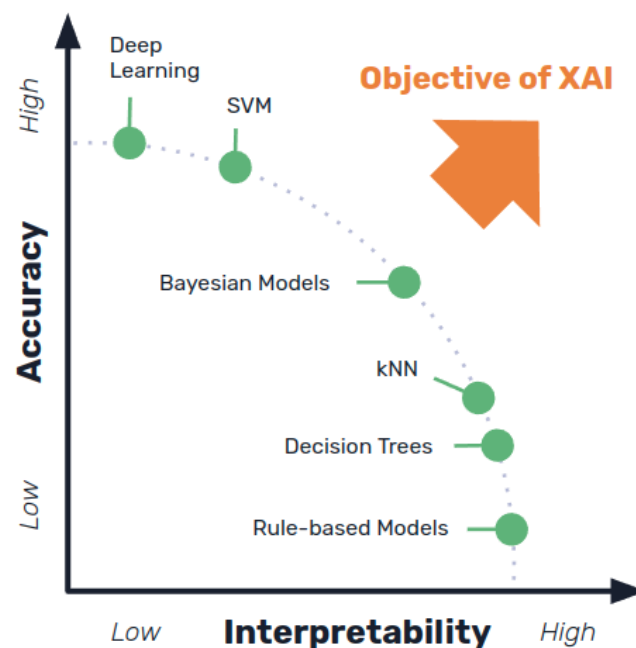 Deep
Learning
Objective of XAI
SVM
High
Bayesian Models
Accuracy
kNN
Decision Trees
Low
Rule-based Models
Low Interpretability High